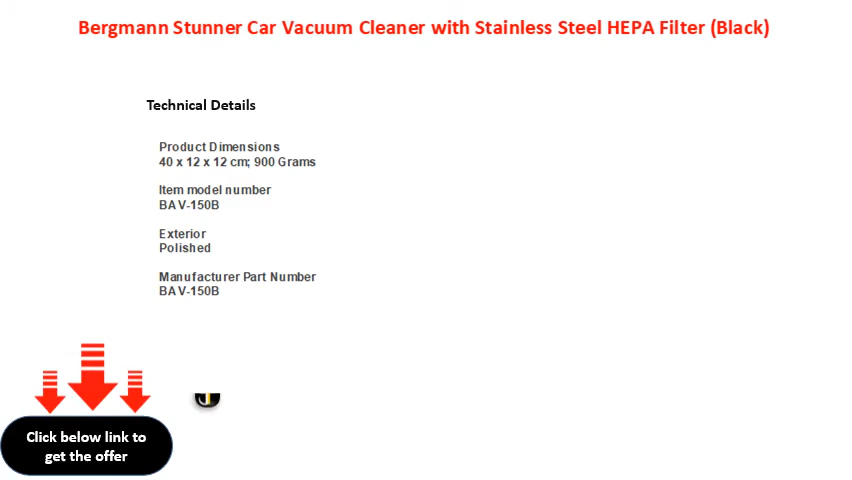 Bergmann Stunner Car Vacuum Cleaner with Stainless Steel HEPA Filter (Black)
Technical Details
Product Dimensions
40 x 12 x 12 cm; 900 Grams
Item model number
BAV-150B
Exterior
Polished
Manufacturer Part Number
BAV-150B
Click below link to
get the offer